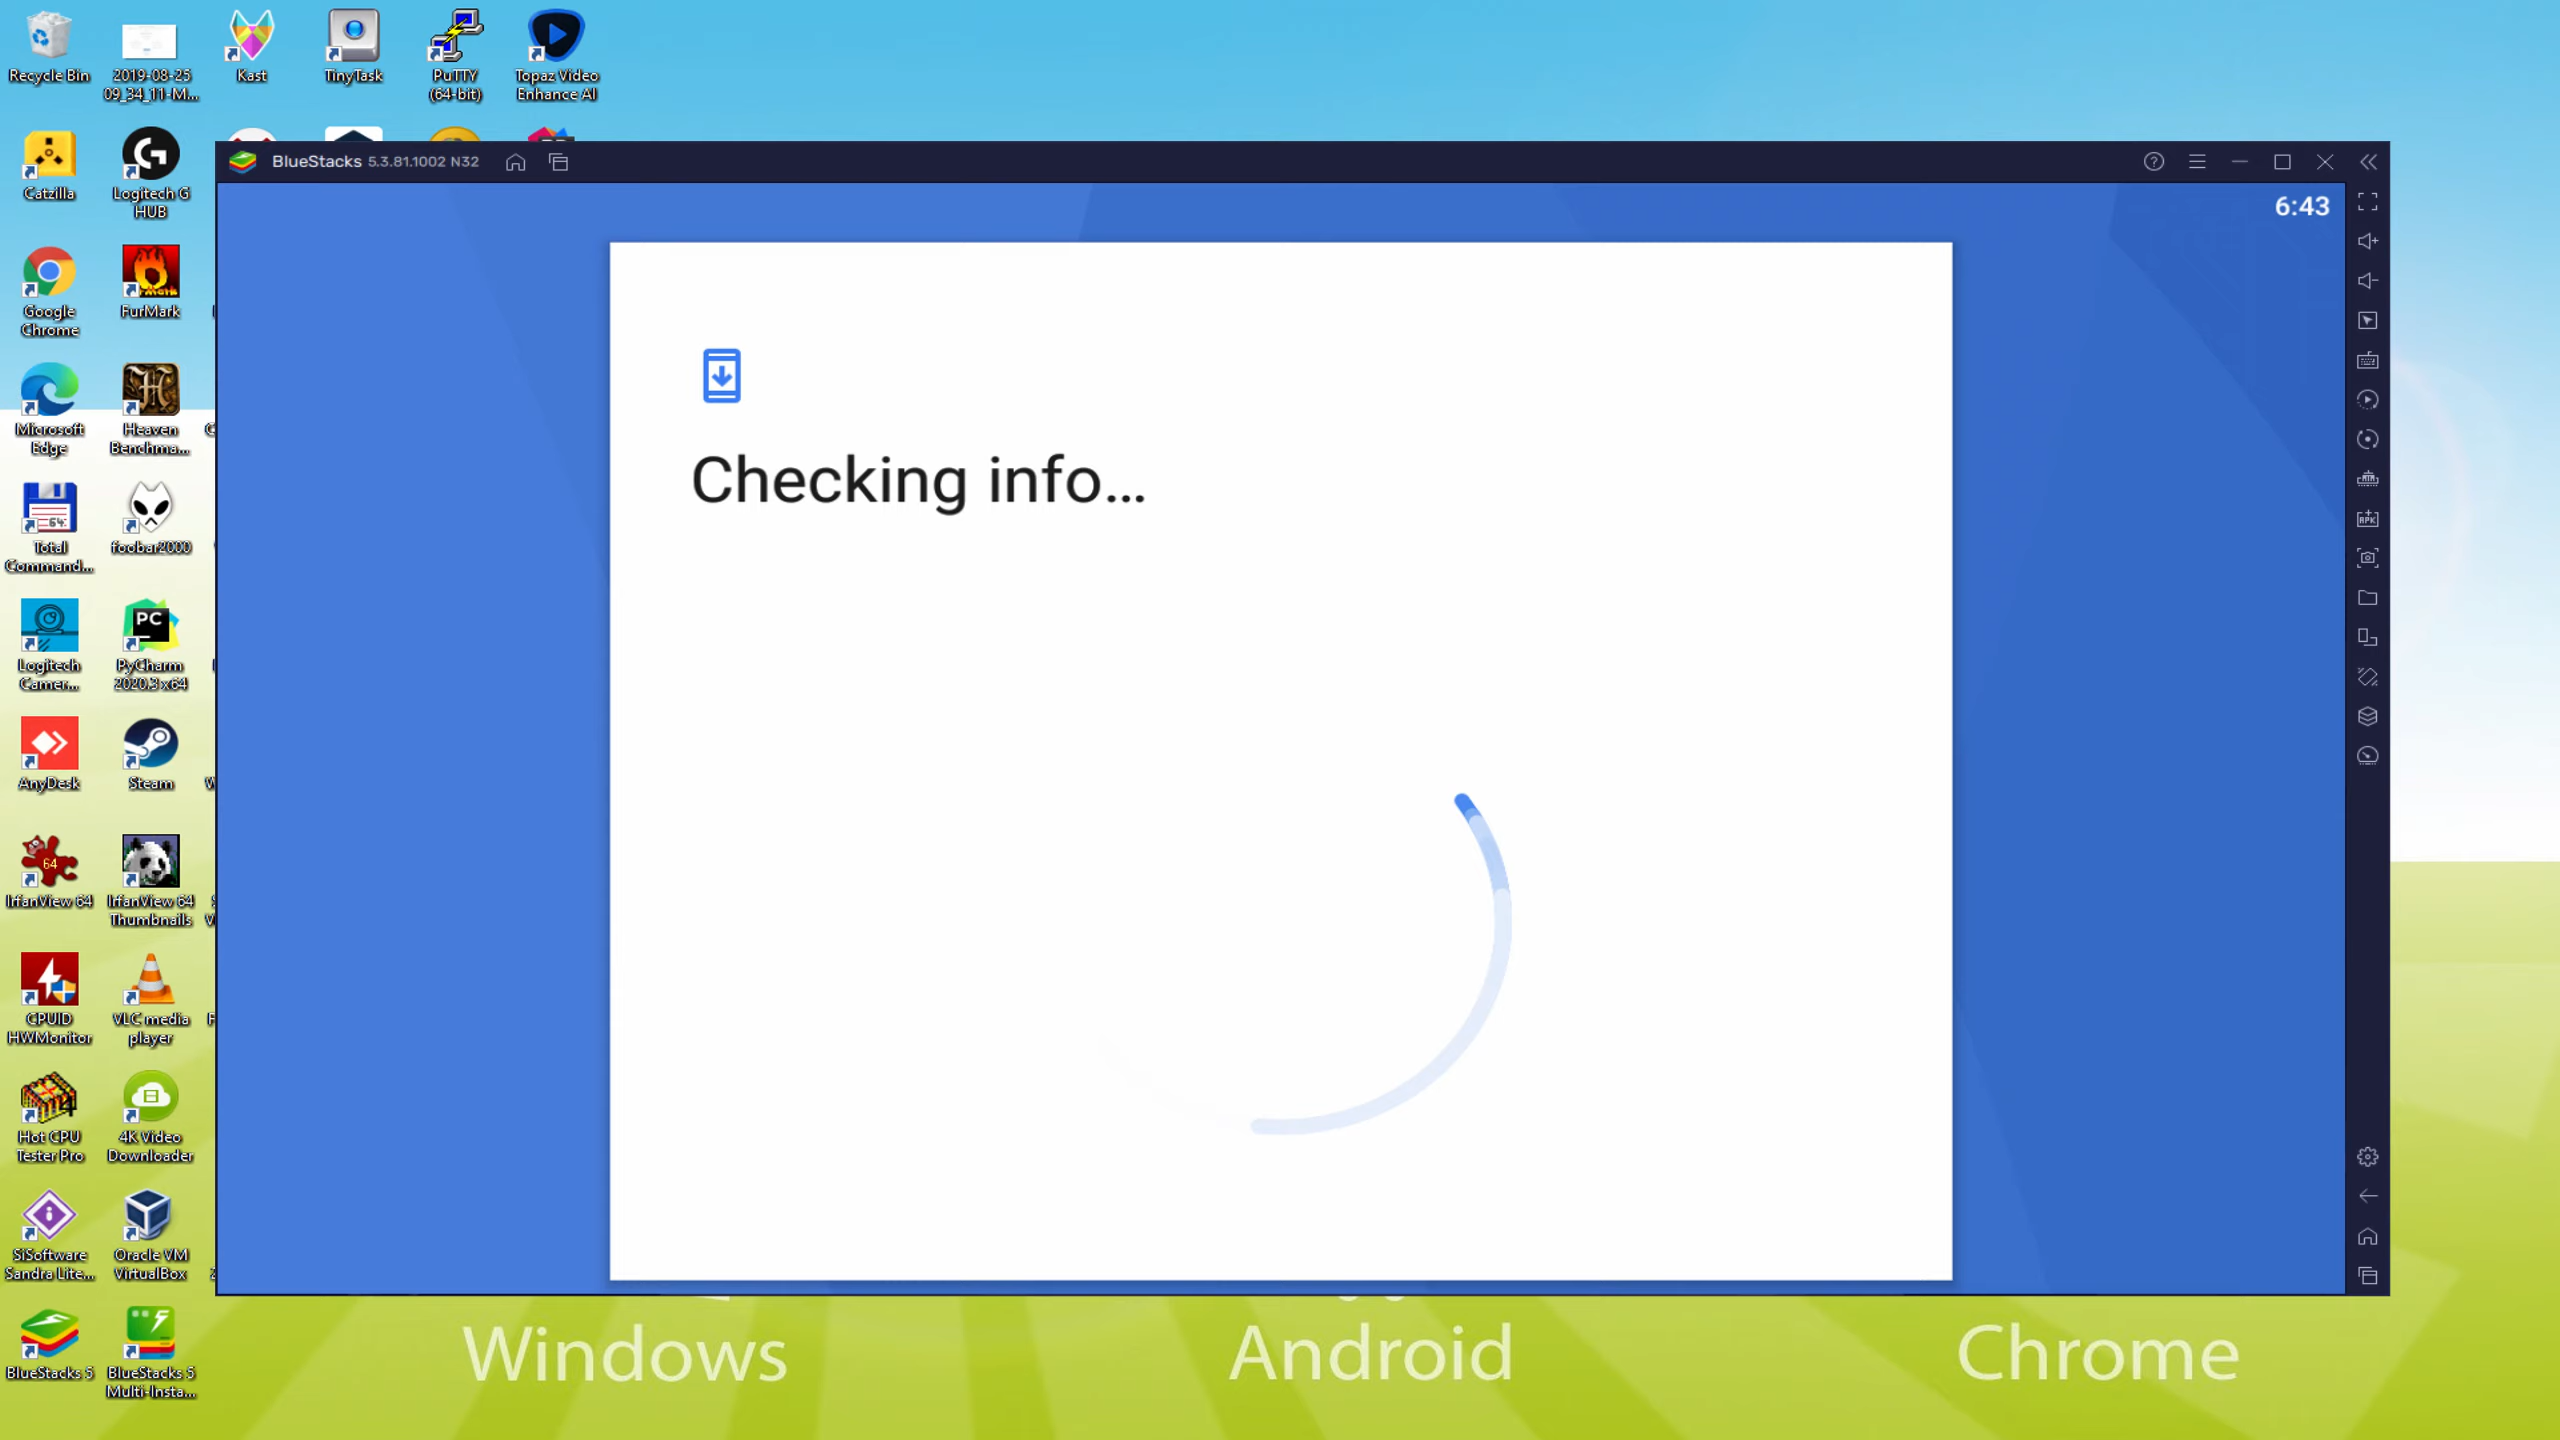 Recycle Bin
2019-08-25
09_34_11-M...
Kast
TinyTask
PuTTY
(64-bit)
Topaz Video
Enhance AI
Catzilla
Logitech G
HUB
BlueStacks 5.3.81.1002 N32
6:43
Google
Chrome
FurMark
Checking info...
Microsoft
Edge
Heaven
Benchma...
Total
Command...
foobar2000
Logitech
Camer...
PyCharm
2020.3 x64
AnyDesk
Steam
IrfanView 64
IrfanView 64
Thumbnails
CPUID
HWMonitor
VLC media
player
Hot CPU
Tester Pro
4K Video
Downloader
SiSoftware
Sandra Lite...
Oracle VM
VirtualBox
BlueStacks 5
BlueStacks 5
Multi-Insta...
Windows
Android
Chrome